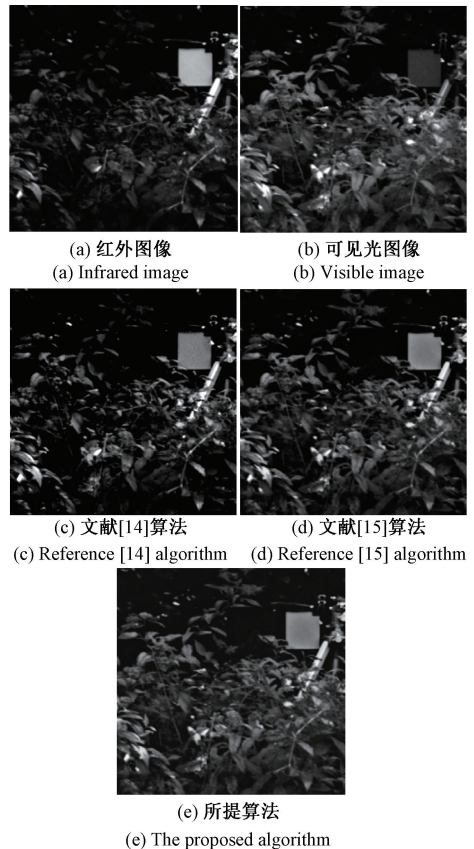 (a) 红外图像
(a) Infrared image
(b) 可见光图像
(b) Visible image
(c) 文献[14]算法
(c) Reference [14] algorithm
(d) 文献[15]算法
(d) Reference [15] algorithm
(e) 所提算法
(e) The proposed algorithm